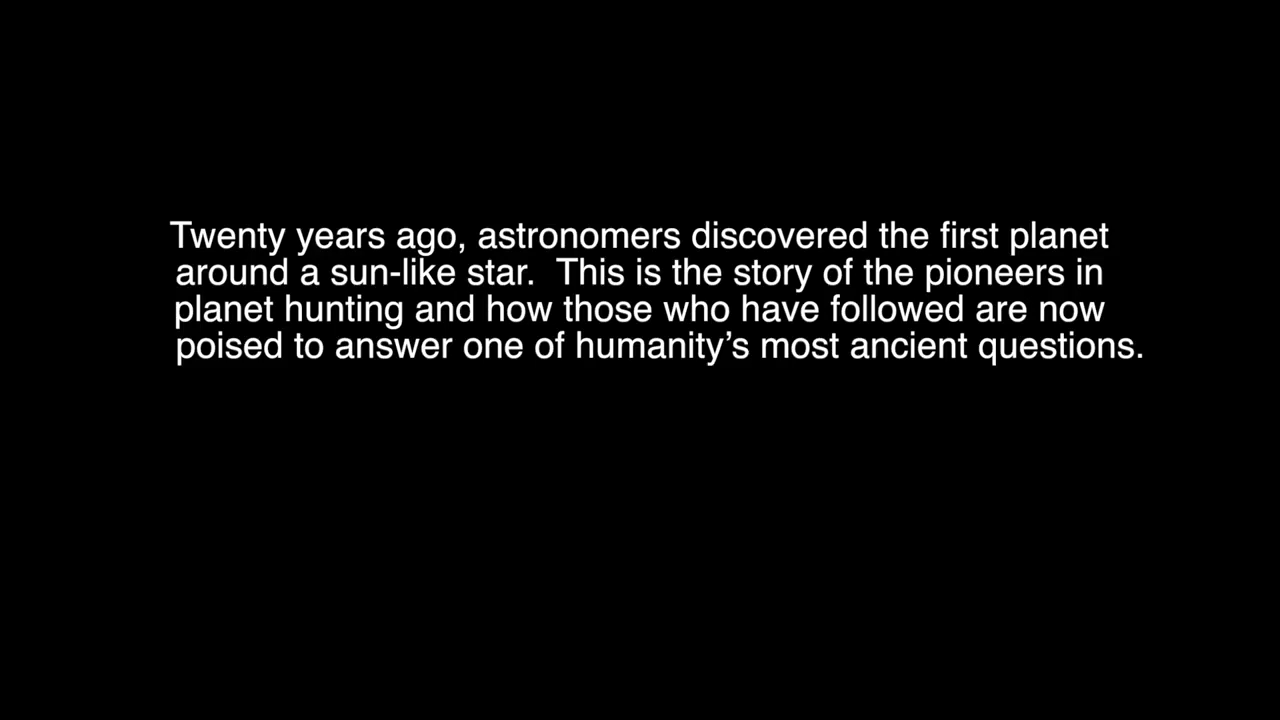 Twenty years ago, astronomers discovered the first planet
around a sun-like star.  This is the story of the pioneers in
planet hunting and how those who have followed are now
poised to answer one of humanity’s most ancient questions.